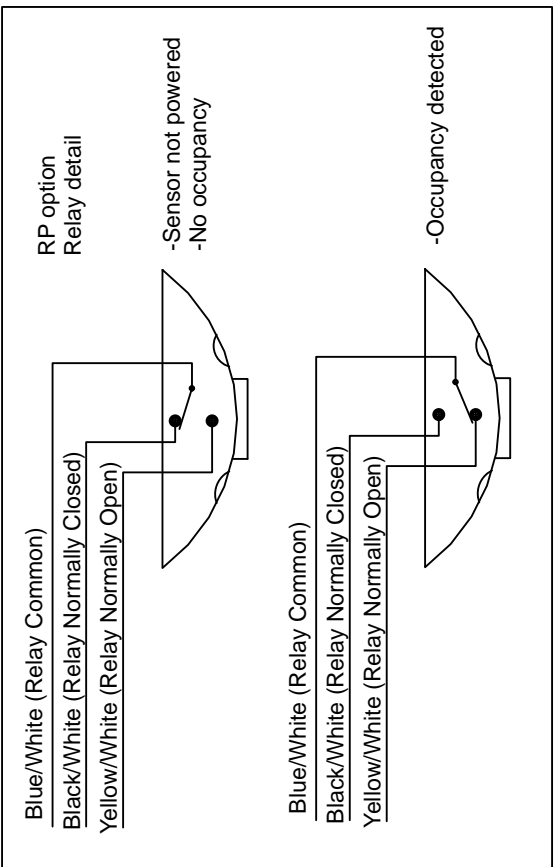 RP option
Relay detail
-Sensor not powered
-No occupancy
Blue/White (Relay Common)
Black/White (Relay Normally Closed)
Yellow/White (Relay Normally Open)
-Occupancy detected
Blue/White (Relay Common)
Black/White (Relay Normally Closed)
Yellow/White (Relay Normally Open)